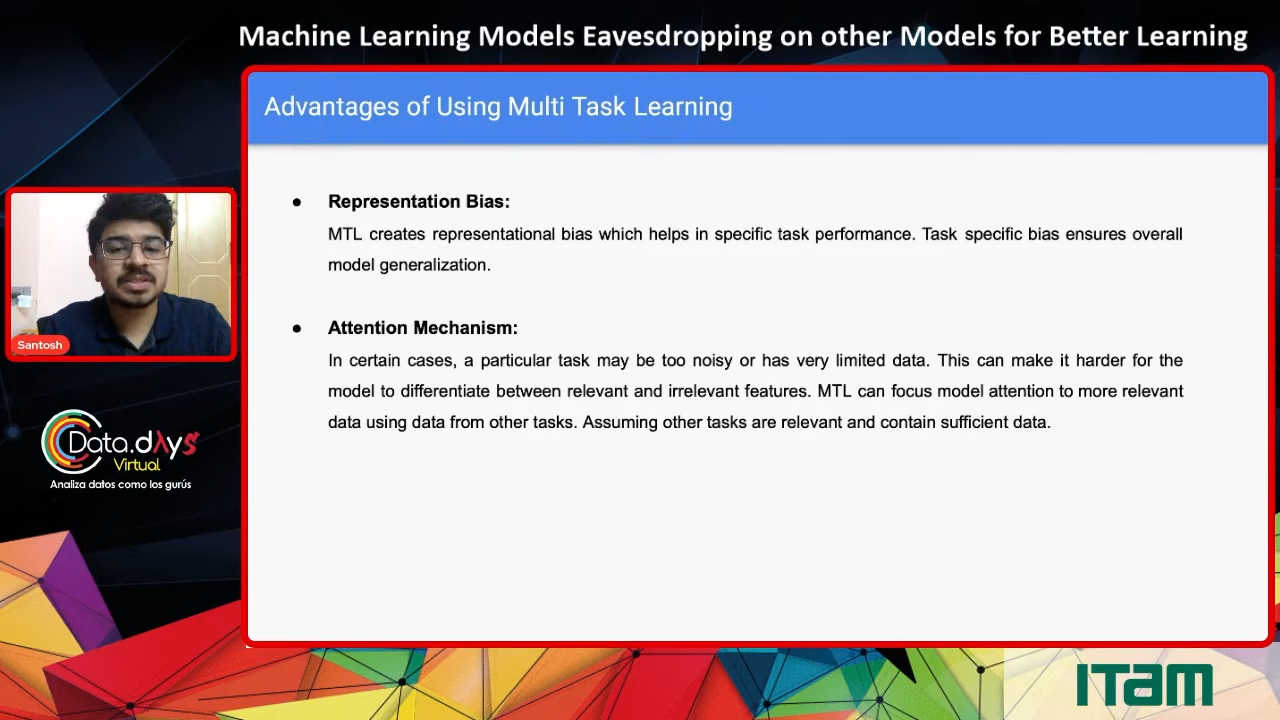 Machine Learning Models Eavesdropping on other Models for Better Learning
Advantages of Using Multi Task Learning
● Representation Bias:
MTL creates representational bias which helps in specific task performance. Task specific bias ensures overall
model generalization.
● Attention Mechanism:
In certain cases, a particular task may be too noisy or has very limited data. This can make it harder for the
model to differentiate between relevant and irrelevant features. MTL can focus model attention to more relevant
data using data from other tasks. Assuming other tasks are relevant and contain sufficient data.
Santosh
Data.dAys
Virtual
Analiza datos como los gurús
ITAM